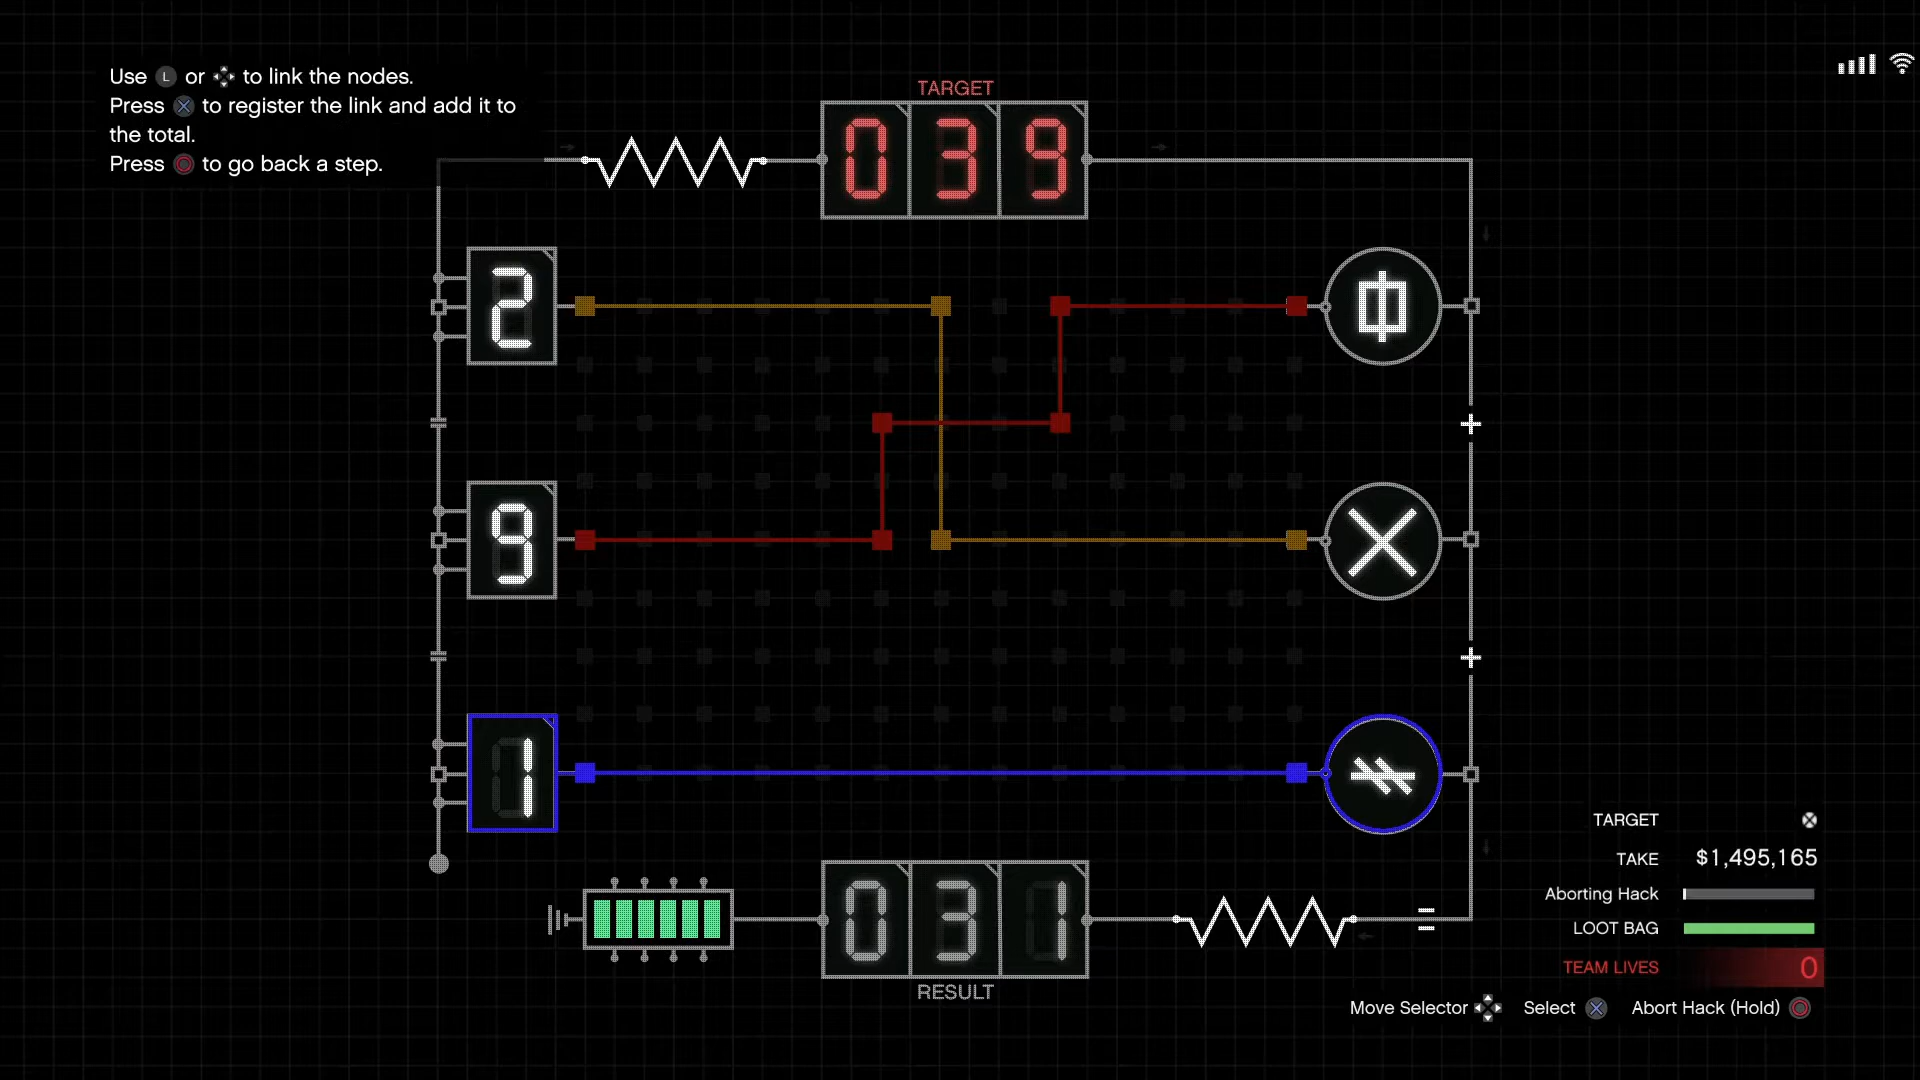 Use L or to link the nodes.
Press to register the link and add it to
the total.
Press to go back a step.
TARGET
039
2
9
1
031
RESULT
TARGET
TAKE $1,495,165
Aborting Hack
LOOT BAG
TEAM LIVES 0
Move Selector Select Abort Hack (Hold)